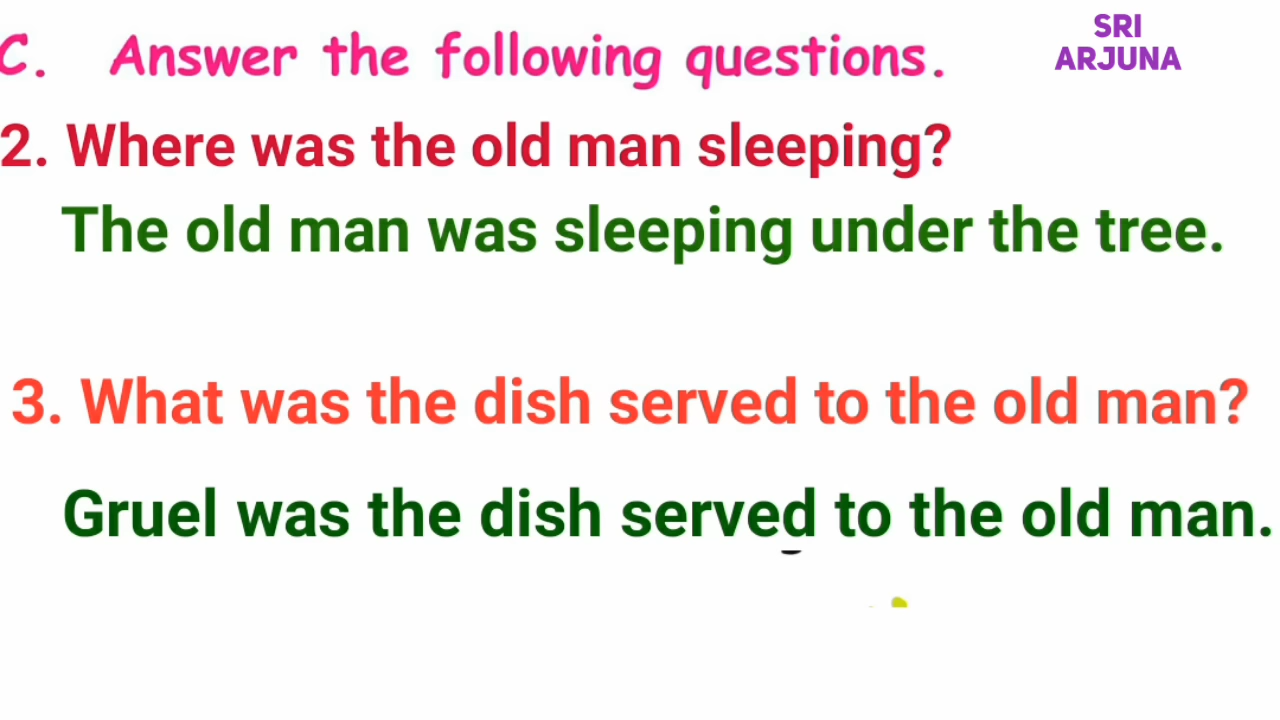 C. Answer the following questions.
SRI
ARJUNA
2. Where was the old man sleeping?
The old man was sleeping under the tree.
3. What was the dish served to the old man?
Gruel was the dish served to the old man.